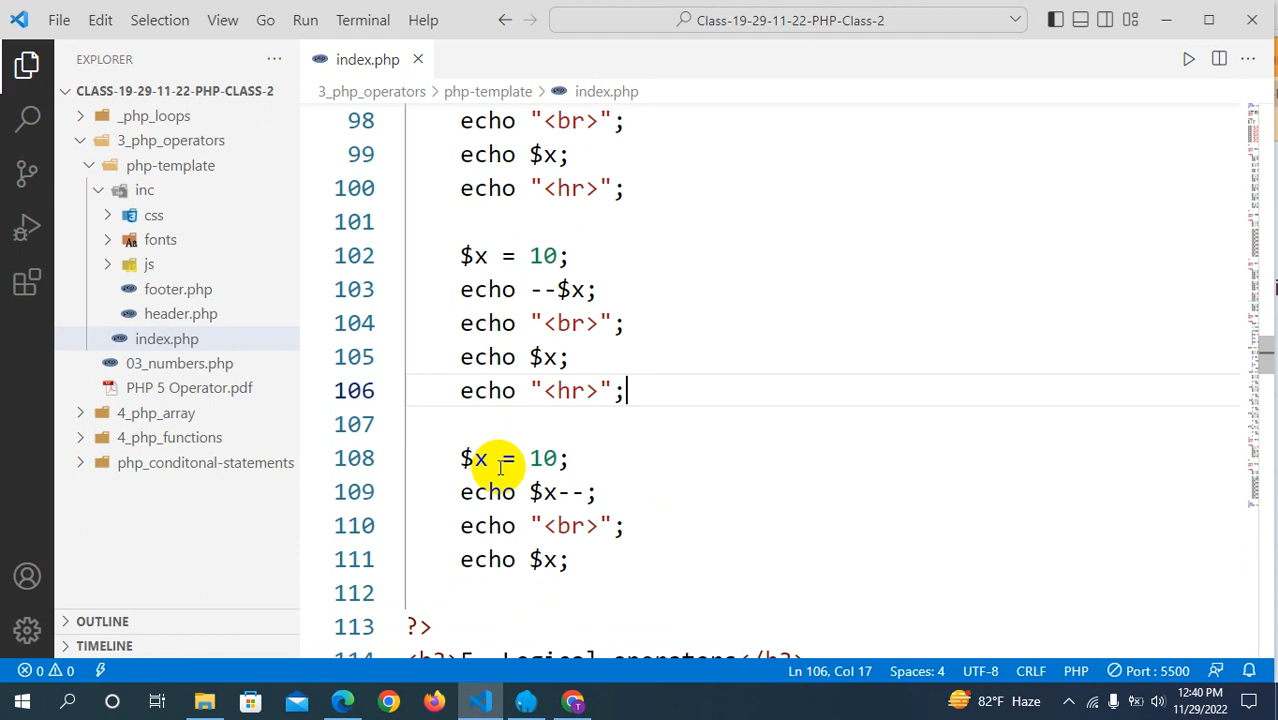 File Edit Selection View Go Run Terminal Help
Class-19-29-11-22-PHP-Class-2
EXPLORER
CLASS-19-29-11-22-PHP-CLASS-2
_php_loops
3_php_operators
php-template
inc
css
fonts
js
footer.php
header.php
index.php
03_numbers.php
PHP 5 Operator.pdf
4_php_array
4_php_functions
php_conditonal-statements
OUTLINE
TIMELINE
index.php
3_php_operators php-template index.php
98 echo "<br>";
99 echo $x;
100 echo "<hr>";
101
102 $x = 10;
103 echo --$x;
104 echo "<br>";
105 echo $x;
106 echo "<hr>";
107
108 $x = 10;
109 echo $x--;
110 echo "<br>";
111 echo $x;
112
113 ?>
0 0 Ln 106, Col 17 Spaces: 4 UTF-8 CRLF PHP Port : 5500
82°F Haze 12:40 PM
11/29/2022